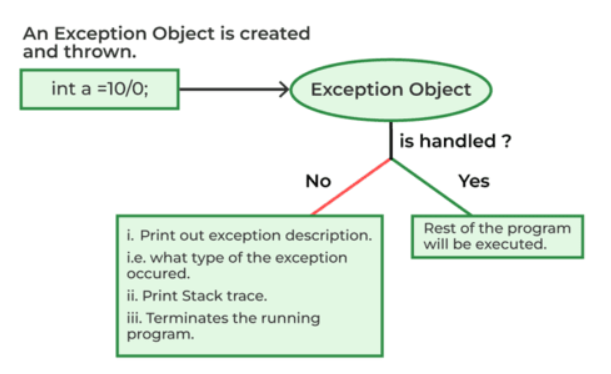 An Exception Object is created
and thrown.
int a =10/0;
Exception Object
is handled ?
No
Yes
i. Print out exception description.
i.e. what type of the exception
occured.
ii. Print Stack trace.
iii. Terminates the running
program.
Rest of the program
will be executed.